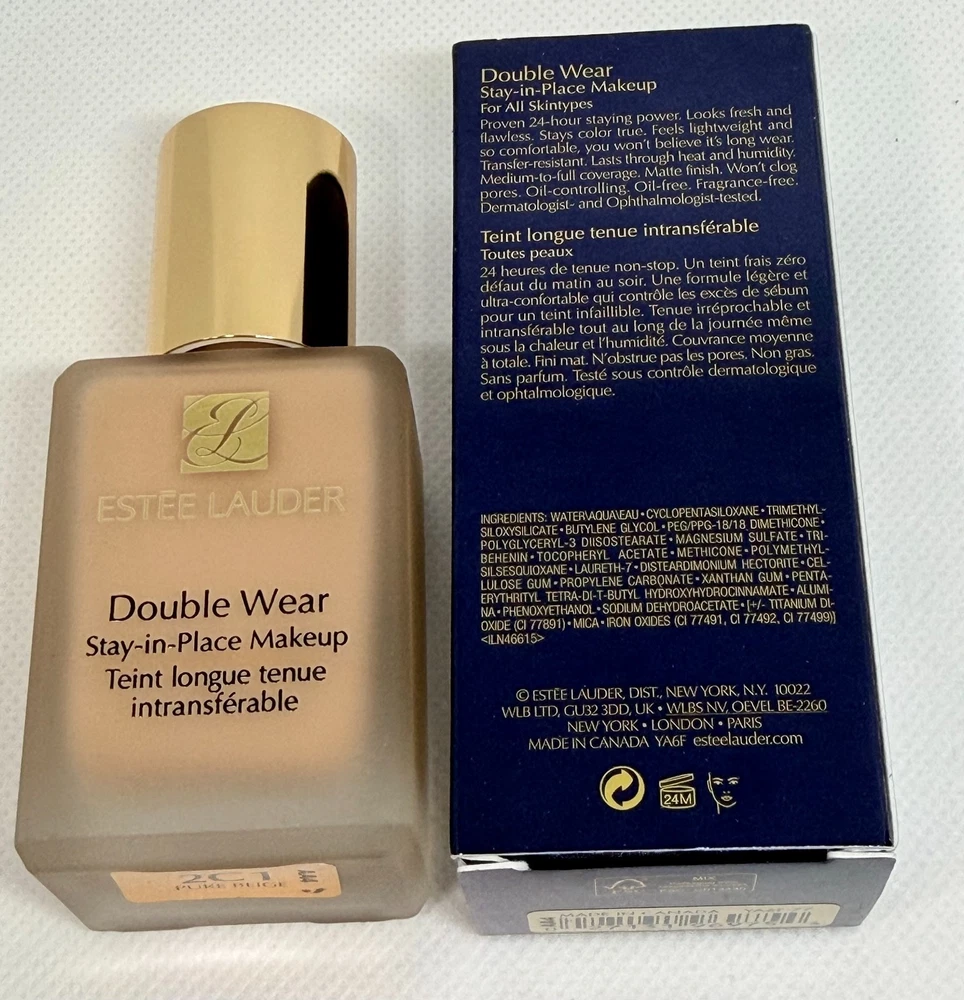 ESTĒE LAUDER
Double Wear
Stay-in-Place Makeup
Teint longue tenue
intransférable
2C1
PURE BEIGE
Double Wear
Stay-in-Place Makeup
For All Skintypes
Proven 24-hour staying power. Looks fresh and
flawless. Stays color true. Feels lightweight and
so comfortable, you won't believe it's long wear.
Transfer-resistant. Lasts through heat and humidity.
Medium-to-full coverage. Matte finish. Won't clog
pores. Oil-controlling. Oil-free. Fragrance-free.
Dermatologist- and Ophthalmologist-tested.
Teint longue tenue intransférable
Toutes peaux
24 heures de tenue non-stop. Un teint frais zéro
défaut du matin au soir. Une formule légère et
ultra-confortable qui contrôle les excès de sébum
pour un teint infaillible. Tenue irréprochable et
intransférable tout au long de la journée même
sous la chaleur et l'humidité. Couvrance moyenne
à totale. Fini mat. N'obstrue pas les pores. Non gras.
Sans parfum. Testé sous contrôle dermatologique
et ophtalmologique.
INGREDIENTS: WATER\AQUA\EAU • CYCLOPENTASILOXANE • TRIMETHYL-
SILOXYSILICATE • BUTYLENE GLYCOL • PEG/PPG-18/18 DIMETHICONE •
POLYGLYCERYL-3 DIISOSTEARATE • MAGNESIUM SULFATE • TRI-
BEHENIN • TOCOPHERYL ACETATE • METHICONE • POLYMETHYL-
SILSESQUIOXANE • LAURETH-7 • DISTEARDIMONIUM HECTORITE • CEL-
LULOSE GUM • PROPYLENE CARBONATE • XANTHAN GUM • PENTA-
ERYTHRITYL TETRA-DI-T-BUTYL HYDROXYHYDROCINNAMATE • ALUMI-
NA • PHENOXYETHANOL • SODIUM DEHYDROACETATE • [+/- TITANIUM DI-
OXIDE (CI 77891) • MICA • IRON OXIDES (CI 77491, CI 77492, CI 77499)]
<ILN46615>
© ESTĒE LAUDER, DIST., NEW YORK, N.Y. 10022
WLB LTD, GU32 3DD, UK • WLBS NV, OEVEL BE-2260
NEW YORK • LONDON • PARIS
MADE IN CANADA YA6F esteelauder.com
24M
MIX
MADE IN CANADA